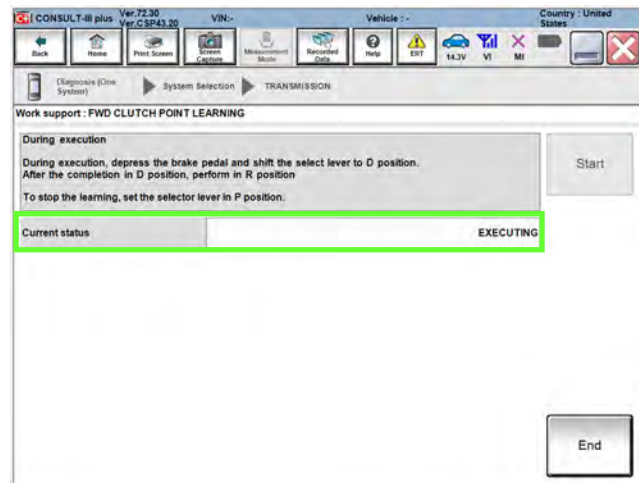 CONSULT-III plus Ver.72.30 VIN:- Vehicle : - Country : United
Ver.CSP43.20 States
Back Home Print Screen Screen Capture Measurement Mode Recorded Data Help ERT 14.3V VI MI
Diagnosis (One System) System Selection TRANSMISSION
Work support : FWD CLUTCH POINT LEARNING
During execution
During execution, depress the brake pedal and shift the select lever to D position.
After the completion in D position, perform in R position
To stop the learning, set the selector lever in P position.
Start
Current status EXECUTING
End